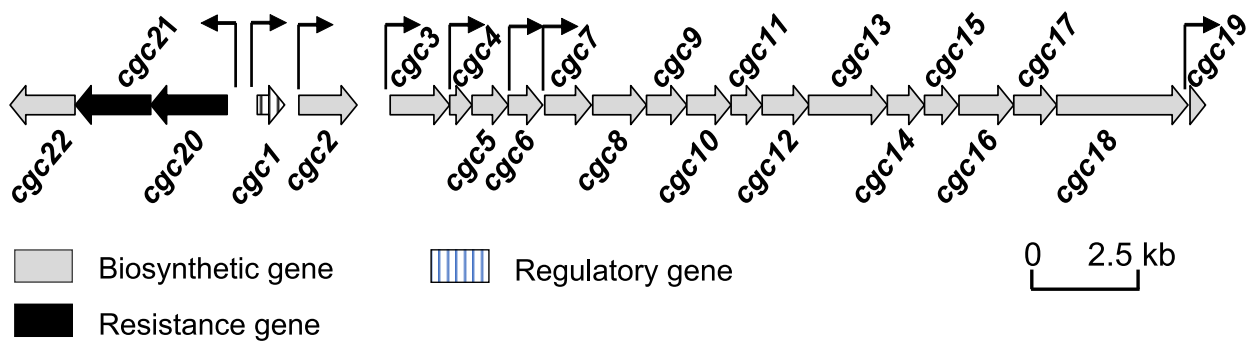 cgc21 cgc3 cgc4 cgc7 cgc9 cgc11 cgc13 cgc15 cgc17 cgc19
cgc22 cgc20 cgc1 cgc2 cgc5 cgc6 cgc8 cgc10 cgc12 cgc14 cgc16 cgc18
0 2.5 kb
Biosynthetic gene Regulatory gene
Resistance gene